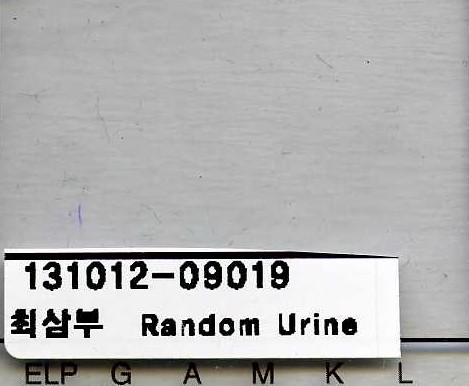 131012-09019
최삼부 Random Urine
ELP G A M K L